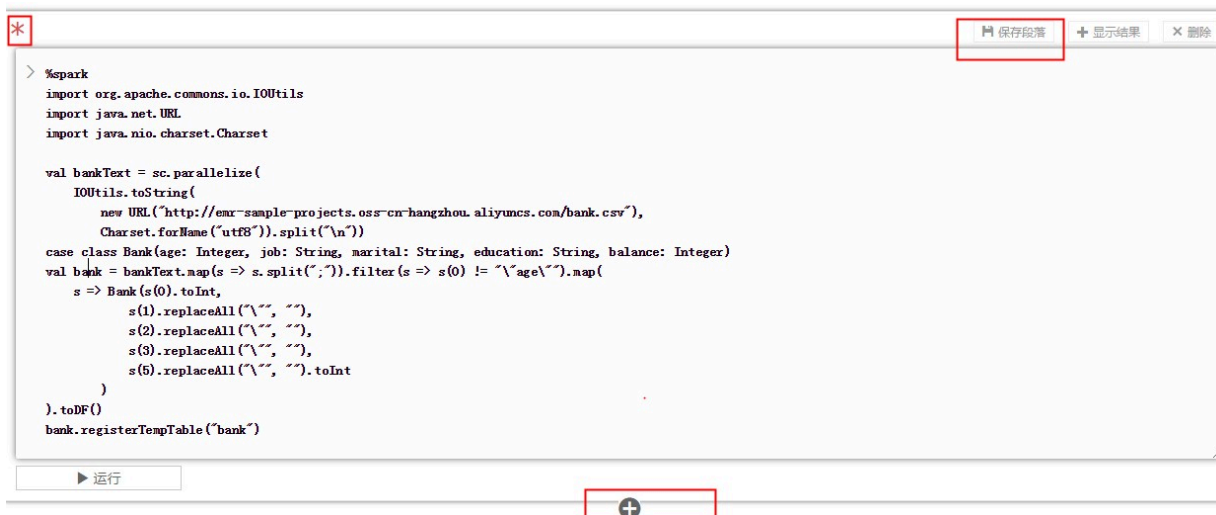 *
保存段落 显示结果 删除
%spark
import org.apache.commons.io.IOUtils
import java.net.URL
import java.nio.charset.Charset
val bankText = sc.parallelize(
    IOUtils.toString(
        new URL("http://emr-sample-projects.oss-cn-hangzhou.aliyuncs.com/bank.csv"),
        Charset.forName("utf8")).split("\n"))
case class Bank(age: Integer, job: String, marital: String, education: String, balance: Integer)
val bank = bankText.map(s => s.split(";")).filter(s => s(0) != "\"age\"").map(
    s => Bank(s(0).toInt,
            s(1).replaceAll("\"", ""),
            s(2).replaceAll("\"", ""),
            s(3).replaceAll("\"", ""),
            s(5).replaceAll("\"", "").toInt
        )
).toDF()
bank.registerTempTable("bank")
运行